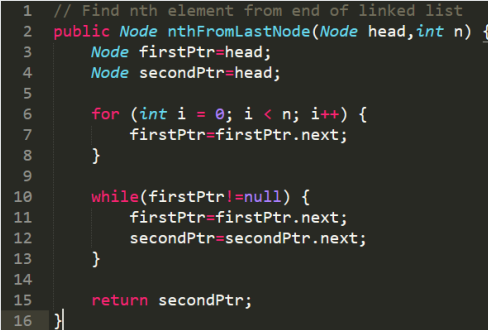 1 // Find nth element from end of linked list
2 public Node nthFromLastNode(Node head,int n) {
3     Node firstPtr=head;
4     Node secondPtr=head;
5
6     for (int i = 0; i < n; i++) {
7         firstPtr=firstPtr.next;
8     }
9
10     while(firstPtr!=null) {
11         firstPtr=firstPtr.next;
12         secondPtr=secondPtr.next;
13     }
14
15     return secondPtr;
16 }